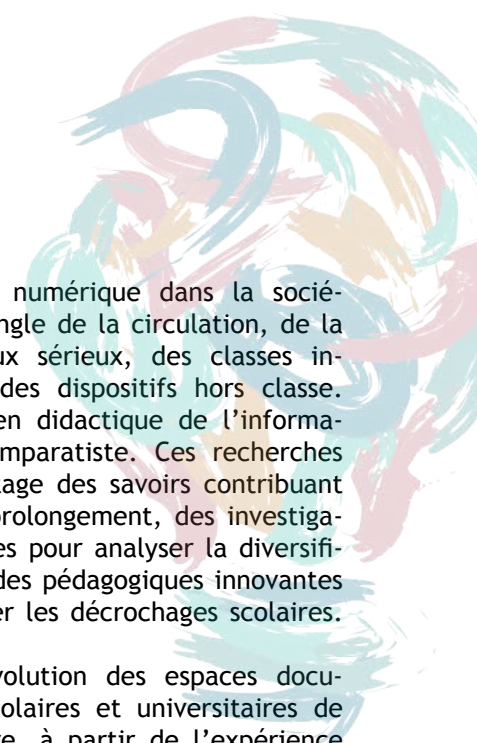 numérique dans la socié-
ngle de la circulation, de la
ux sérieux, des classes in-
des dispositifs hors classe.
en didactique de l’informa-
mparatiste. Ces recherches
tage des savoirs contribuant
prolongement, des investiga-
es pour analyser la diversifi-
des pédagogiques innovantes
er les décrochages scolaires.
volution des espaces docu-
olaires et universitaires de
re, à partir de l’expérience